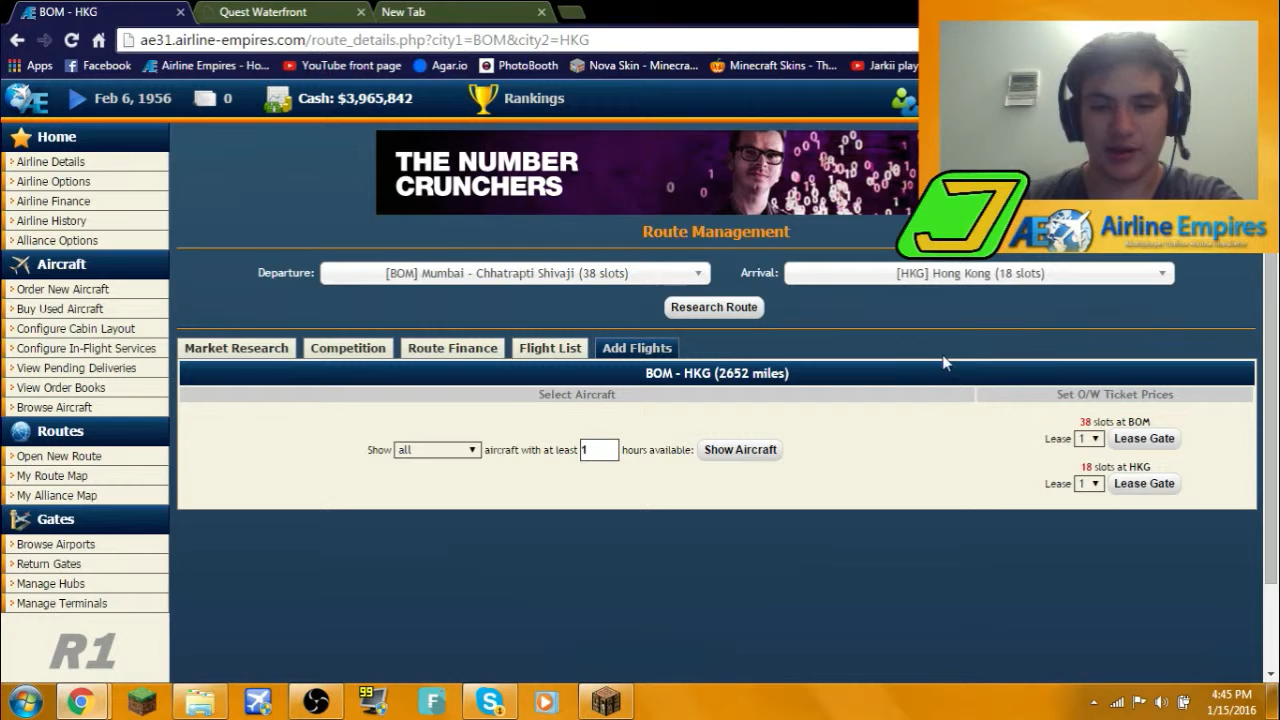 BOM - HKG
Quest Waterfront
New Tab
ae31.airline-empires.com/route_details.php?city1=BOM&city2=HKG
Apps Facebook Airline Empires - Ho... YouTube front page Agar.io PhotoBooth Nova Skin - Minecra... Minecraft Skins - Th... Jarkii play
AE Feb 6, 1956 0 Cash: $3,965,842 Rankings
Home
Airline Details
Airline Options
Airline Finance
Airline History
Alliance Options
Aircraft
Order New Aircraft
Buy Used Aircraft
Configure Cabin Layout
Configure In-Flight Services
View Pending Deliveries
View Order Books
Browse Aircraft
Routes
Open New Route
My Route Map
My Alliance Map
Gates
Browse Airports
Return Gates
Manage Hubs
Manage Terminals
R1
THE NUMBER
CRUNCHERS
J AE Airline Empires
Route Management
Departure: [BOM] Mumbai - Chhatrapti Shivaji (38 slots) Arrival: [HKG] Hong Kong (18 slots)
Research Route
Market Research Competition Route Finance Flight List Add Flights
BOM - HKG (2652 miles)
Select Aircraft Set O/W Ticket Prices
38 slots at BOM
Lease 1 Lease Gate
Show all aircraft with at least 1 hours available: Show Aircraft
18 slots at HKG
Lease 1 Lease Gate
99
4:45 PM
1/15/2016